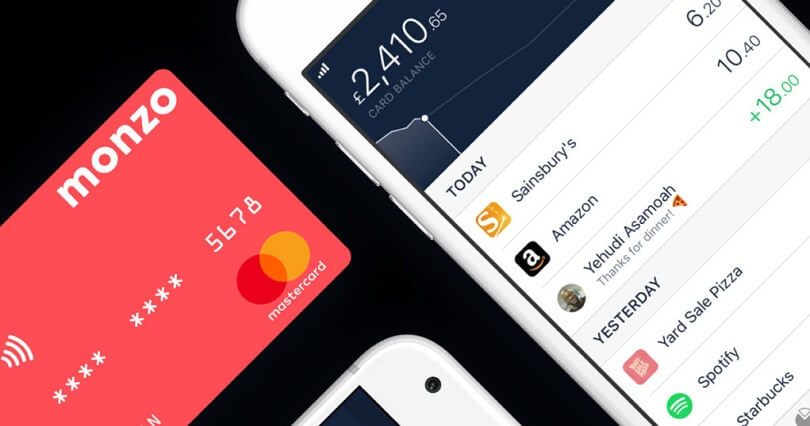 monzo
5678
**** ****
mastercard
£2,410.65
CARD BALANCE
TODAY
6.20
Sainsbury's
10.40
Amazon
+18.00
Yehudi Asamoah 🍕
Thanks for dinner!
YESTERDAY
Yard Sale Pizza
Spotify
Starbucks